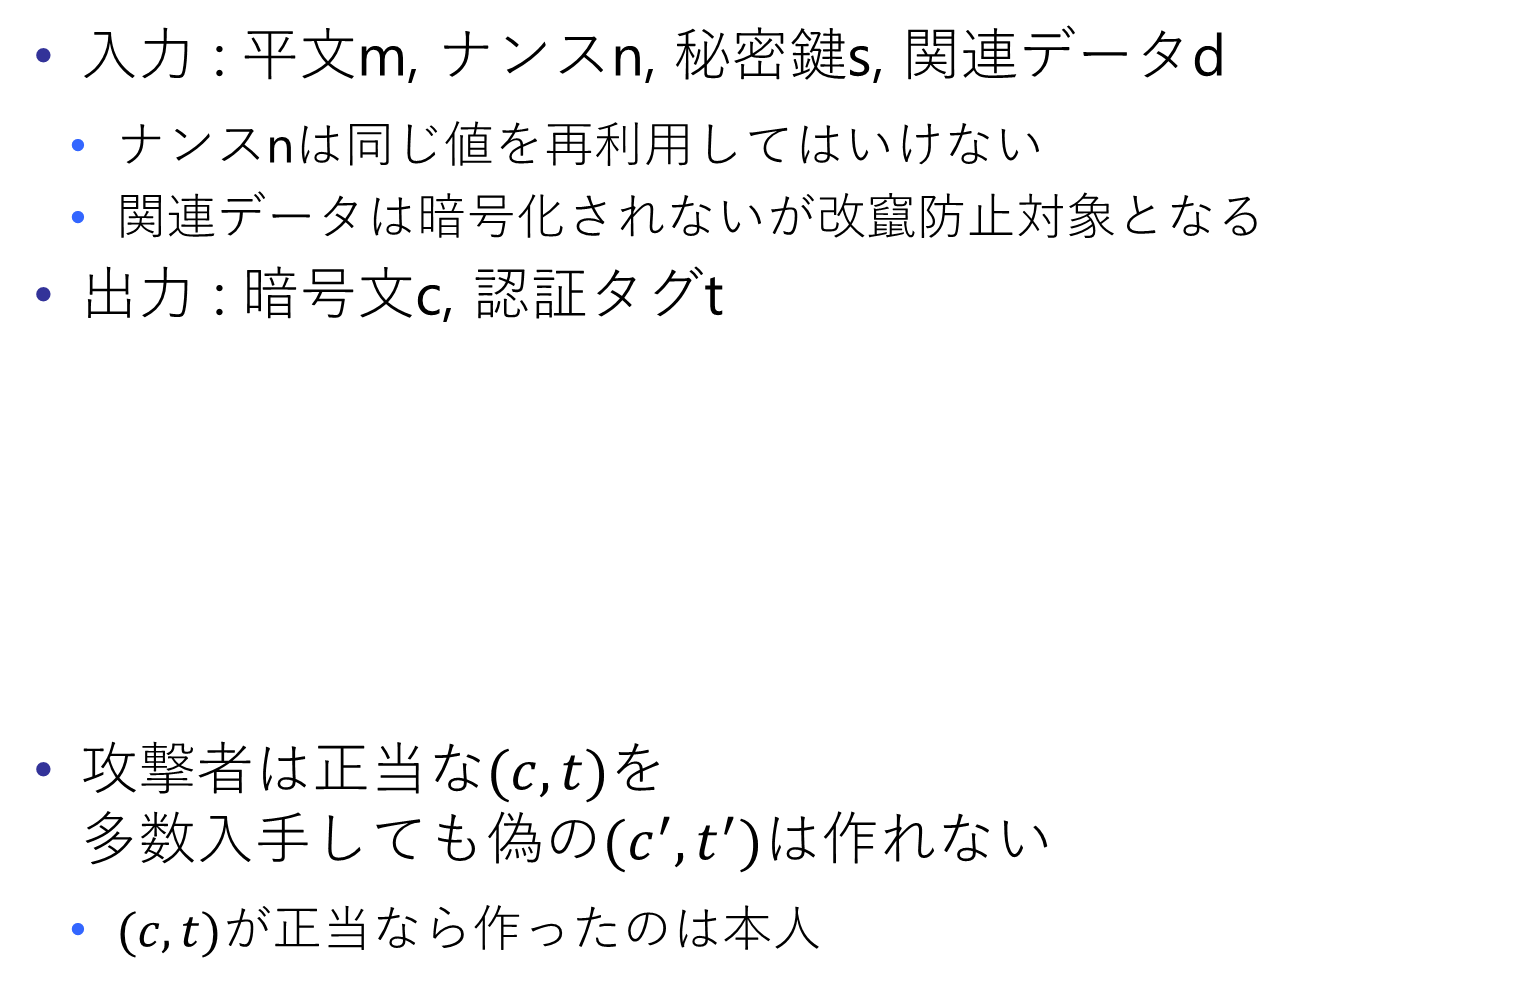 • 入力 : 平文m, ナンスn, 秘密鍵s, 関連データd
• ナンスnは同じ値を再利用してはいけない
• 関連データは暗号化されないが改竄防止対象となる
• 出力 : 暗号文c, 認証タグt
• 攻撃者は正当な(c, t)を
多数入手しても偽の(c′, t′)は作れない
• (c, t)が正当なら作ったのは本人